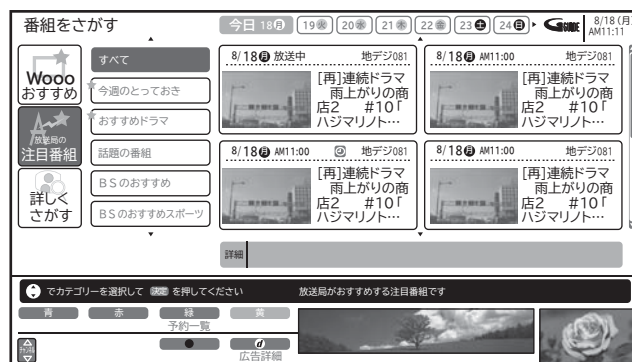 番組をさがす
今日 18月 19火 20水 21木 22金 23土 24日 GGUIDE 8/18 (月)
AM11:11
Wooo
おすすめ
放送局の
注目番組
詳しく
さがす
すべて
今週のとっておき
おすすめドラマ
話題の番組
BSのおすすめ
BSのおすすめスポーツ
8/18月 放送中 地デジ081
[再]連続ドラマ
雨上がりの商
店2 #10「
ハジマリノト…
8/18月 AM11:00 地デジ081
[再]連続ドラマ
雨上がりの商
店2 #10「
ハジマリノト…
8/18月 AM11:00 地デジ081
[再]連続ドラマ
雨上がりの商
店2 #10「
ハジマリノト…
8/18月 AM11:00 地デジ081
[再]連続ドラマ
雨上がりの商
店2 #10「
ハジマリノト…
詳細
でカテゴリーを選択して 決定 を押してください 放送局がおすすめする注目番組です
青 赤 緑 黄
予約一覧
チャンネル
d
広告詳細